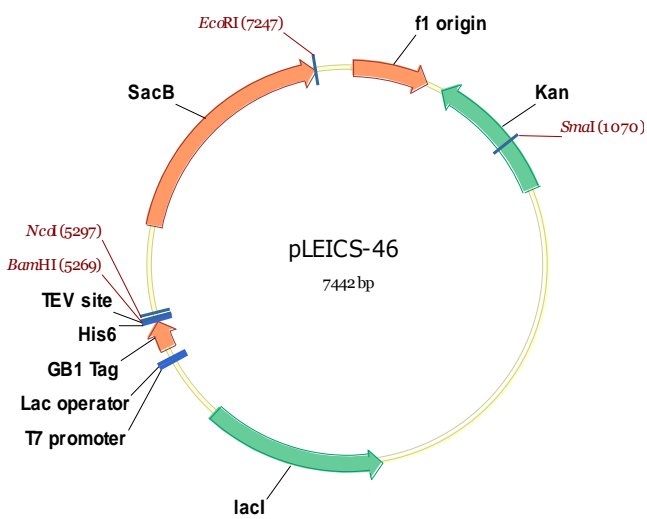 EcoRI (7247)
f1 origin
SacB
Kan
SmaI (1070)
pLEICS-46
7442 bp
NcoI (5297)
BamHI (5269)
TEV site
His6
GB1 Tag
Lac operator
T7 promoter
lacI